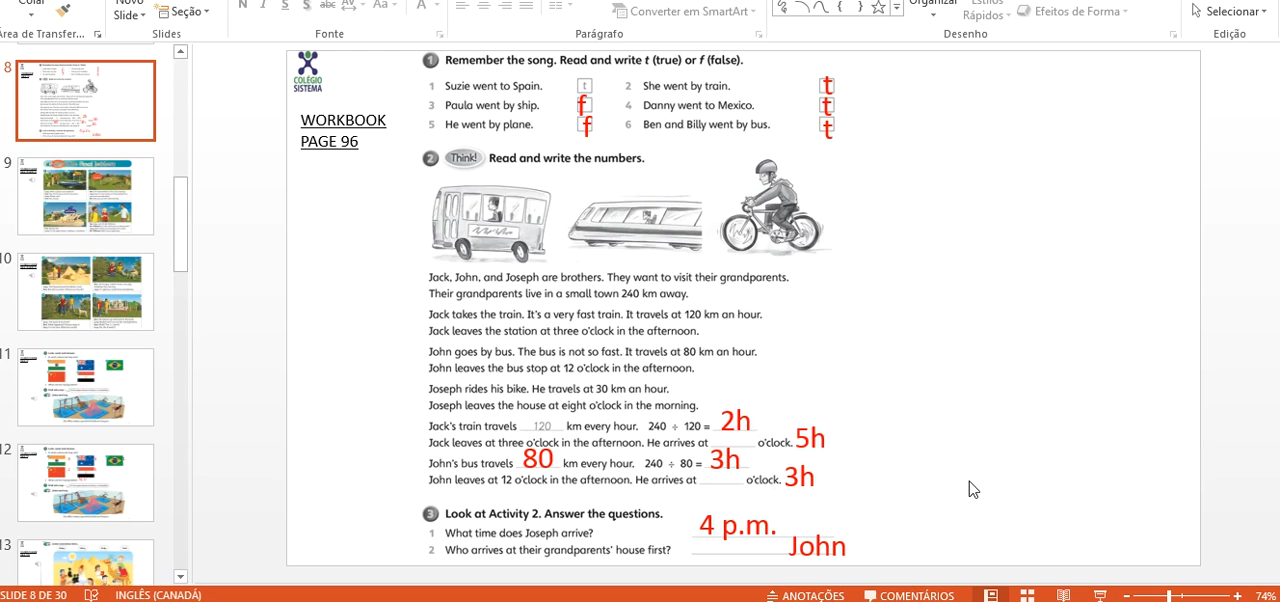 Colar
Novo
Slide
Seção
N I S S abc AV Aa A
Converter em SmartArt
Organizar
Estilos
Rápidos
Efeitos de Forma
Selecionar
Área de Transfer...
Slides
Fonte
Parágrafo
Desenho
Edição
8
9
10
11
12
13
COLÉGIO
SISTEMA
WORKBOOK
PAGE 96
1 Remember the song. Read and write t (true) or f (false).
1 Suzie went to Spain. t 2 She went by train. t
3 Paula went by ship. f 4 Danny went to Mexico. t
5 He went by plane. f 6 Ben and Billy went by bus. t
2 Think! Read and write the numbers.
Jack, John, and Joseph are brothers. They want to visit their grandparents.
Their grandparents live in a small town 240 km away.
Jack takes the train. It's a very fast train. It travels at 120 km an hour.
Jack leaves the station at three o'clock in the afternoon.
John goes by bus. The bus is not so fast. It travels at 80 km an hour.
John leaves the bus stop at 12 o'clock in the afternoon.
Joseph rides his bike. He travels at 30 km an hour.
Joseph leaves the house at eight o'clock in the morning.
Jack's train travels 120 km every hour. 240 ÷ 120 = 2h
Jack leaves at three o'clock in the afternoon. He arrives at o'clock. 5h
John's bus travels 80 km every hour. 240 ÷ 80 = 3h
John leaves at 12 o'clock in the afternoon. He arrives at o'clock. 3h
3 Look at Activity 2. Answer the questions.
1 What time does Joseph arrive? 4 p.m.
2 Who arrives at their grandparents' house first? John
SLIDE 8 DE 30
INGLÊS (CANADÁ)
ANOTAÇÕES
COMENTÁRIOS
74%